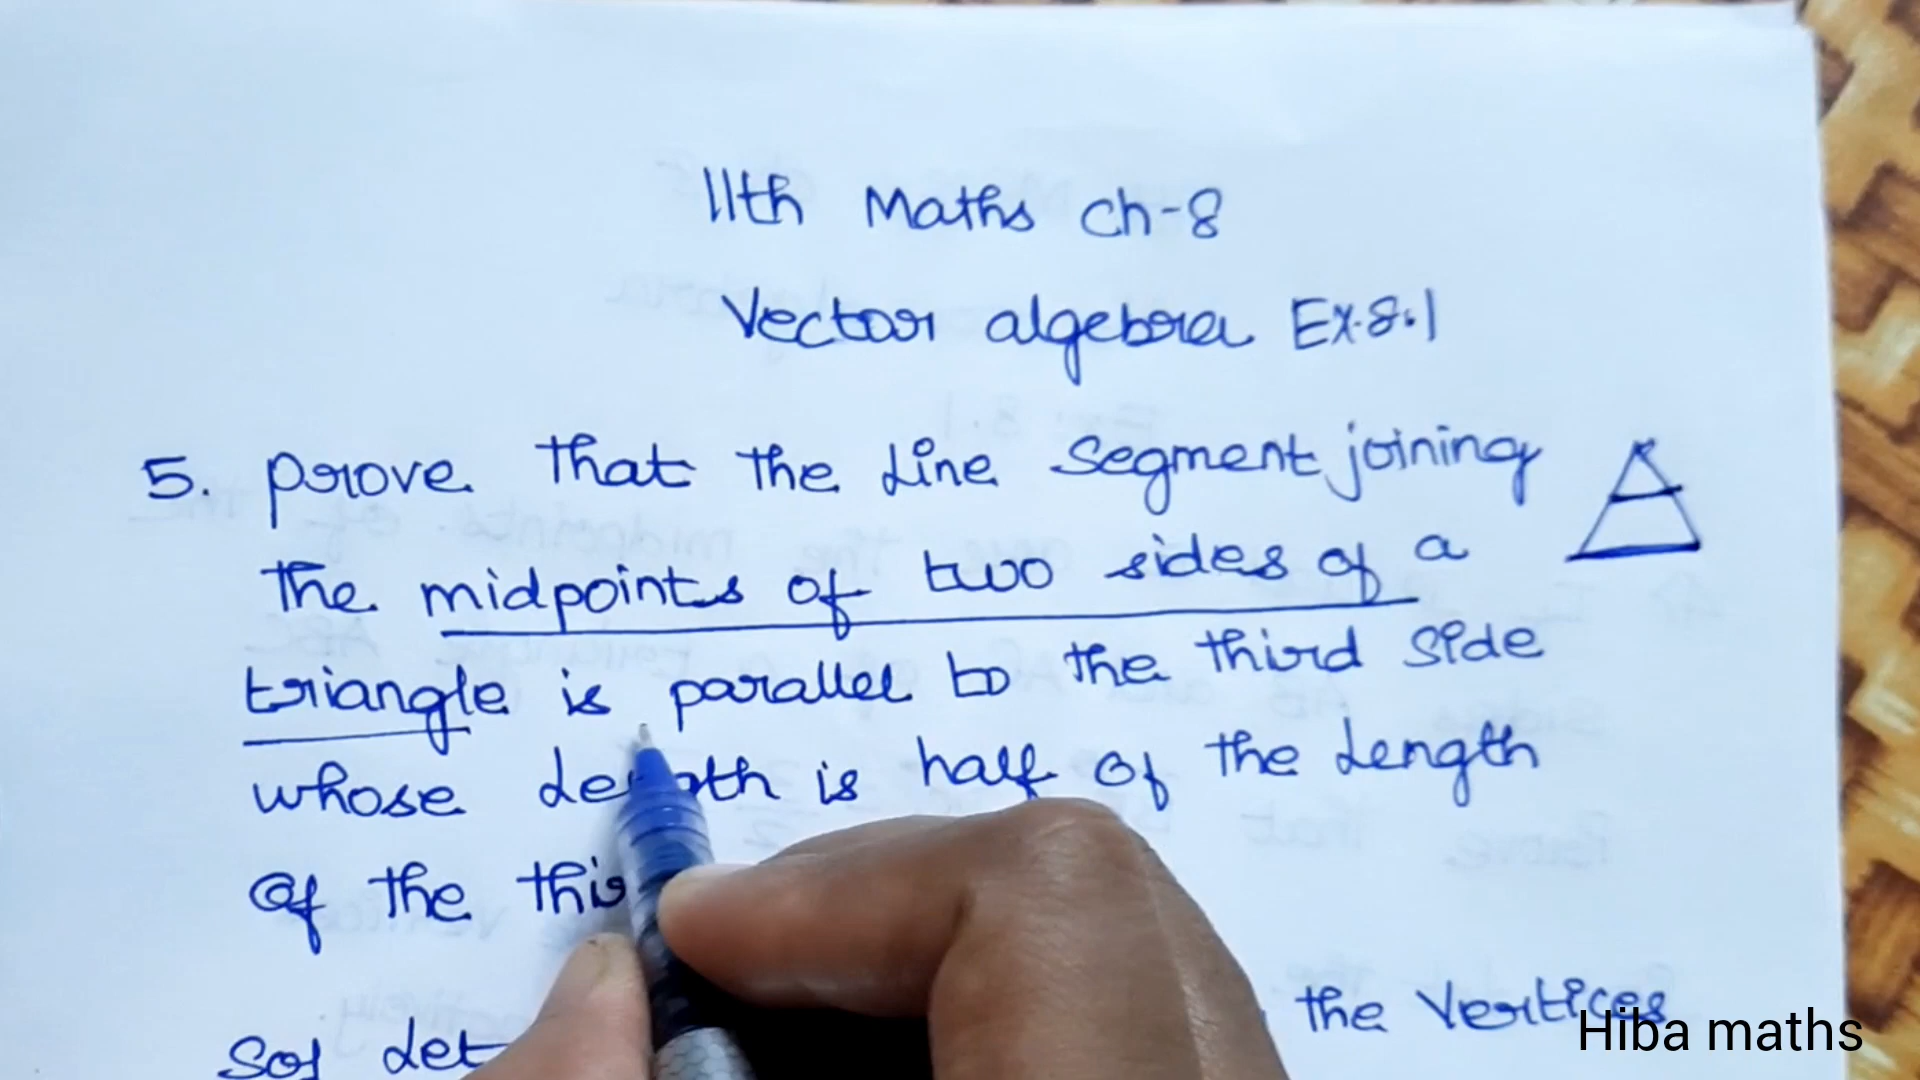 11th Maths Ch-8
Vector algebra Ex.8.1
5. prove that the Line Segment joining
the midpoints of two sides of a
triangle is parallel to the third side
whose Length is half of the Length
of the
Sol Let the Vertices
Hiba maths